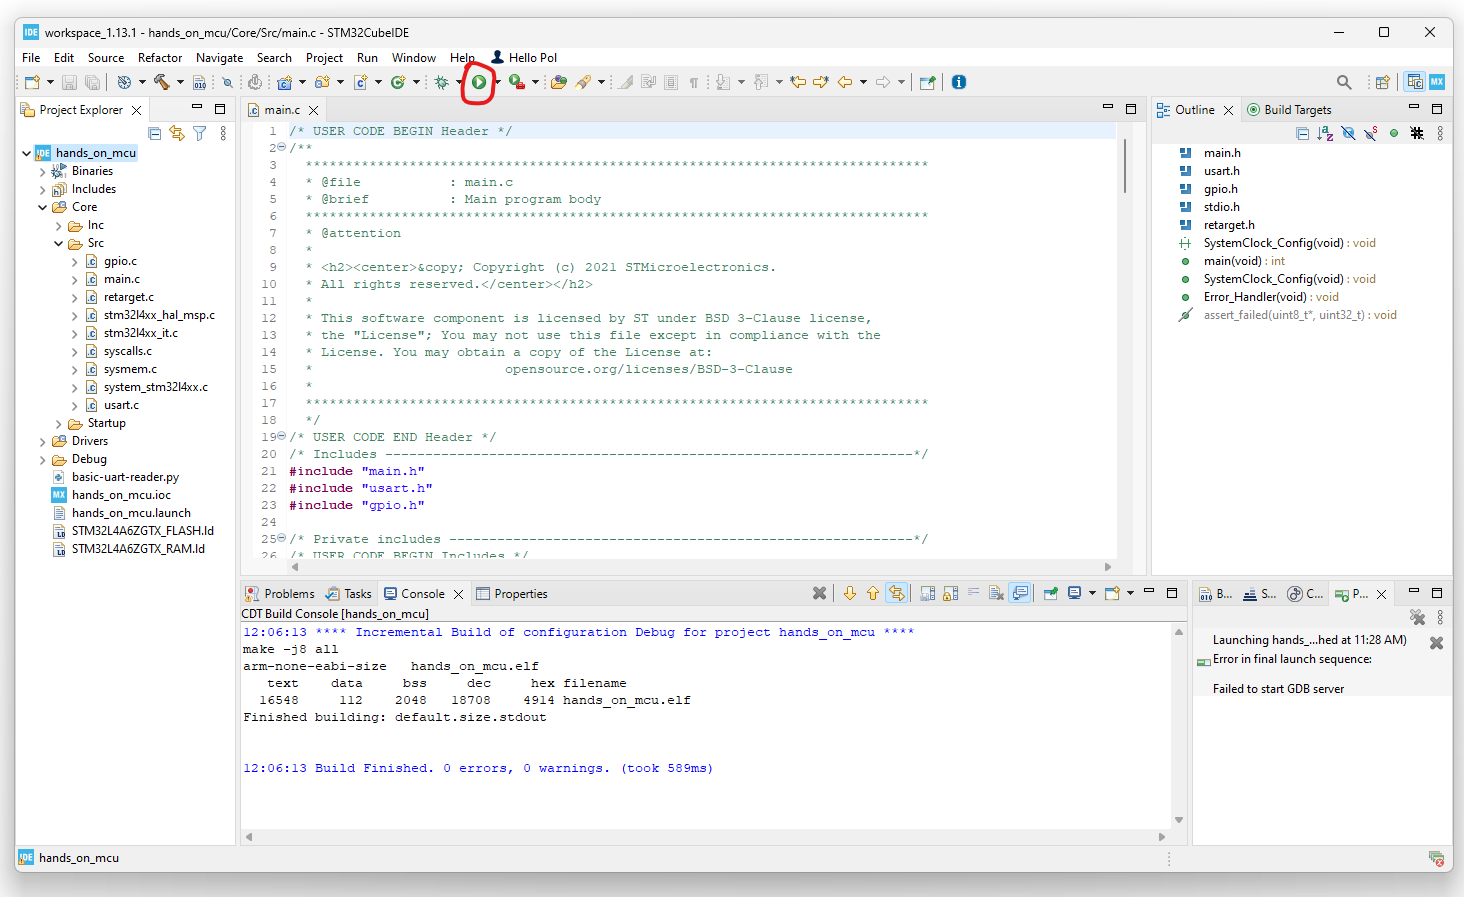 IDE workspace_1.13.1 - hands_on_mcu/Core/Src/main.c - STM32CubeIDE
File Edit Source Refactor Navigate Search Project Run Window Help Hello Pol
Project Explorer
IDE hands_on_mcu
Binaries
Includes
Core
Inc
Src
gpio.c
main.c
retarget.c
stm32l4xx_hal_msp.c
stm32l4xx_it.c
syscalls.c
sysmem.c
system_stm32l4xx.c
usart.c
Startup
Drivers
Debug
basic-uart-reader.py
MX hands_on_mcu.ioc
hands_on_mcu.launch
STM32L4A6ZGTX_FLASH.ld
STM32L4A6ZGTX_RAM.ld
main.c
1 /* USER CODE BEGIN Header */
2 /**
3 ******************************************************************************
4 * @file : main.c
5 * @brief : Main program body
6 ******************************************************************************
7 * @attention
8 *
9 * <h2><center>&copy; Copyright (c) 2021 STMicroelectronics.
10 * All rights reserved.</center></h2>
11 *
12 * This software component is licensed by ST under BSD 3-Clause license,
13 * the "License"; You may not use this file except in compliance with the
14 * License. You may obtain a copy of the License at:
15 * opensource.org/licenses/BSD-3-Clause
16 *
17 ******************************************************************************
18 */
19 /* USER CODE END Header */
20 /* Includes ------------------------------------------------------------------*/
21 #include "main.h"
22 #include "usart.h"
23 #include "gpio.h"
24
25 /* Private includes ----------------------------------------------------------*/
26 /* USER CODE BEGIN Includes */
Outline Build Targets
main.h
usart.h
gpio.h
stdio.h
retarget.h
SystemClock_Config(void) : void
main(void) : int
SystemClock_Config(void) : void
Error_Handler(void) : void
assert_failed(uint8_t*, uint32_t) : void
Problems Tasks Console Properties
CDT Build Console [hands_on_mcu]
12:06:13 **** Incremental Build of configuration Debug for project hands_on_mcu ****
make -j8 all
arm-none-eabi-size hands_on_mcu.elf
text data bss dec hex filename
16548 112 2048 18708 4914 hands_on_mcu.elf
Finished building: default.size.stdout
12:06:13 Build Finished. 0 errors, 0 warnings. (took 589ms)
B... S... C... P...
Launching hands_...hed at 11:28 AM)
Error in final launch sequence:
Failed to start GDB server
IDE hands_on_mcu